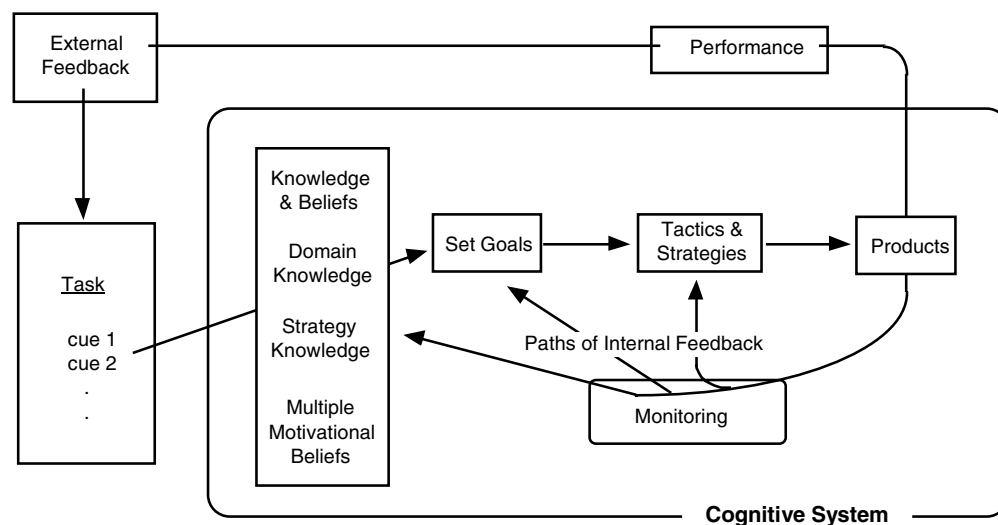 External
Feedback
Performance
Task
cue 1
cue 2
.
.
Knowledge
& Beliefs
Domain
Knowledge
Strategy
Knowledge
Multiple
Motivational
Beliefs
Set Goals
Tactics &
Strategies
Products
Paths of Internal Feedback
Monitoring
Cognitive System